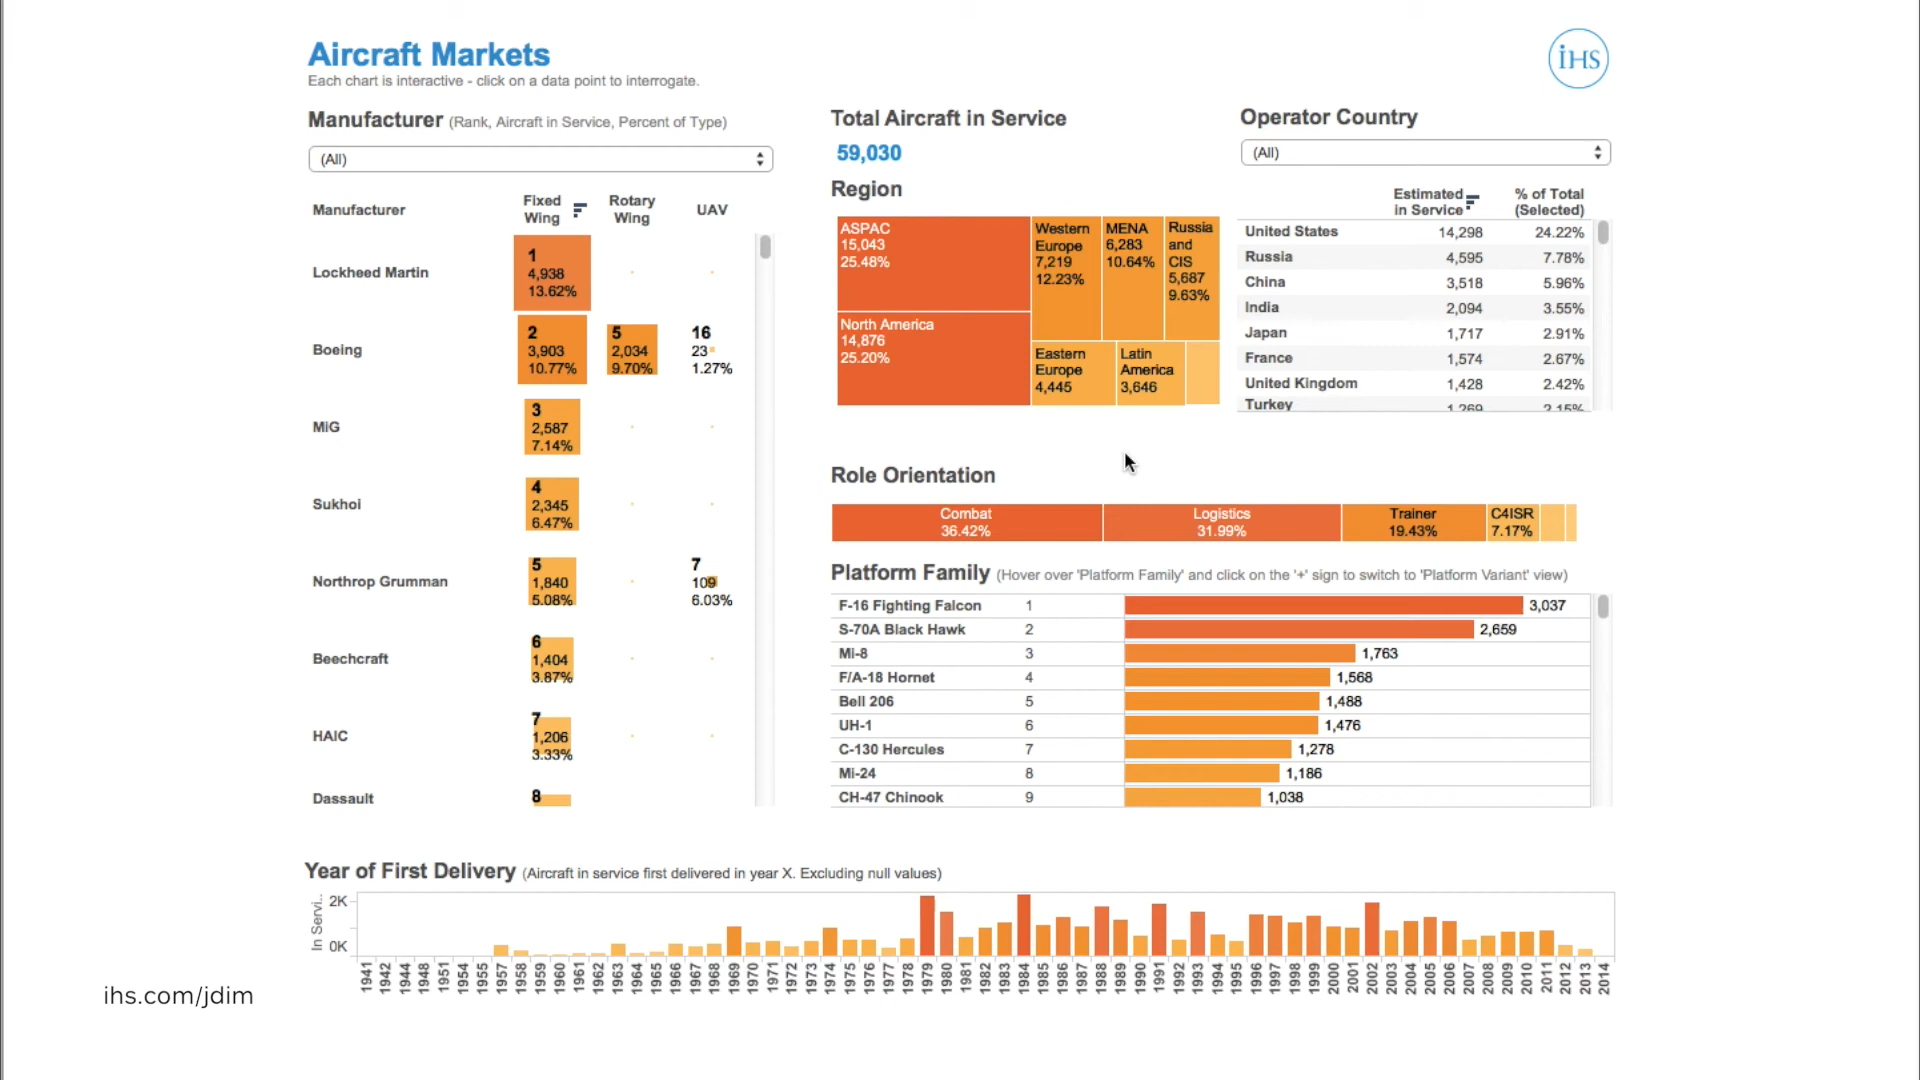 Aircraft Markets
Each chart is interactive - click on a data point to interrogate.
iHS
Manufacturer (Rank, Aircraft in Service, Percent of Type)
(All)
Manufacturer
Fixed
Wing
Rotary
Wing
UAV
Lockheed Martin
1
4,938
13.62%
Boeing
2
3,903
10.77%
5
2,034
9.70%
16
23
1.27%
MiG
3
2,587
7.14%
Sukhoi
4
2,345
6.47%
Northrop Grumman
5
1,840
5.08%
7
109
6.03%
Beechcraft
6
1,404
3.87%
HAIC
7
1,206
3.33%
Dassault
8
Total Aircraft in Service
59,030
Region
ASPAC
15,043
25.48%
North America
14,876
25.20%
Western
Europe
7,219
12.23%
MENA
6,283
10.64%
Russia
and
CIS
5,687
9.63%
Eastern
Europe
4,445
Latin
America
3,646
Operator Country
(All)
Estimated
in Service
% of Total
(Selected)
United States 14,298 24.22%
Russia 4,595 7.78%
China 3,518 5.96%
India 2,094 3.55%
Japan 1,717 2.91%
France 1,574 2.67%
United Kingdom 1,428 2.42%
Turkey 1,269 2.15%
Role Orientation
Combat
36.42%
Logistics
31.99%
Trainer
19.43%
C4ISR
7.17%
Platform Family (Hover over 'Platform Family' and click on the '+' sign to switch to 'Platform Variant' view)
F-16 Fighting Falcon 1 3,037
S-70A Black Hawk 2 2,659
Mi-8 3 1,763
F/A-18 Hornet 4 1,568
Bell 206 5 1,488
UH-1 6 1,476
C-130 Hercules 7 1,278
Mi-24 8 1,186
CH-47 Chinook 9 1,038
Year of First Delivery (Aircraft in service first delivered in year X. Excluding null values)
In Servi..
2K
0K
1941 1942 1944 1948 1951 1954 1955 1957 1958 1959 1960 1961 1962 1963 1964 1965 1966 1967 1968 1969 1970 1971 1972 1973 1974 1975 1976 1977 1978 1979 1980 1981 1982 1983 1984 1985 1986 1987 1988 1989 1990 1991 1992 1993 1994 1995 1996 1997 1998 1999 2000 2001 2002 2003 2004 2005 2006 2007 2008 2009 2010 2011 2012 2013 2014
ihs.com/jdim